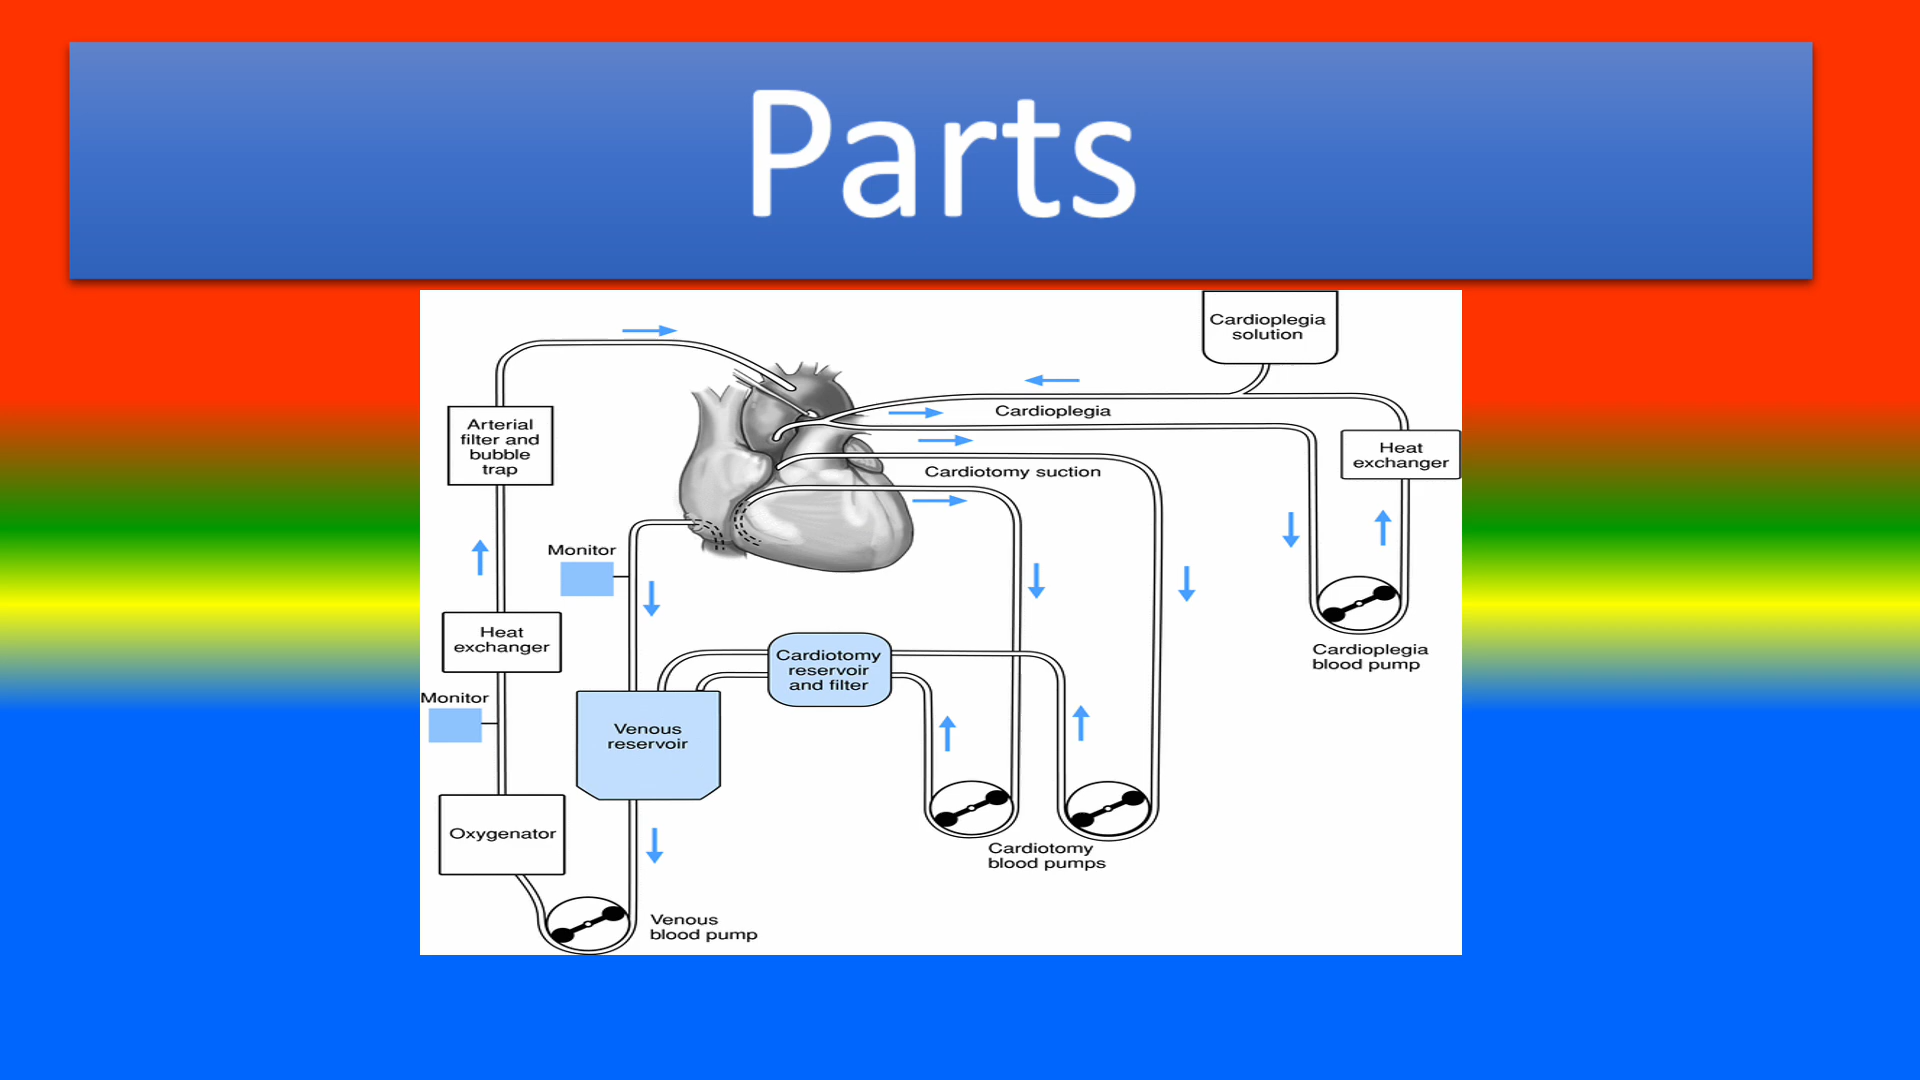 Parts
Cardioplegia
solution
Arterial
filter and
bubble
trap
Cardioplegia
Heat
exchanger
Cardiotomy suction
Monitor
Heat
exchanger
Cardiotomy
reservoir
and filter
Cardioplegia
blood pump
Monitor
Venous
reservoir
Oxygenator
Cardiotomy
blood pumps
Venous
blood pump